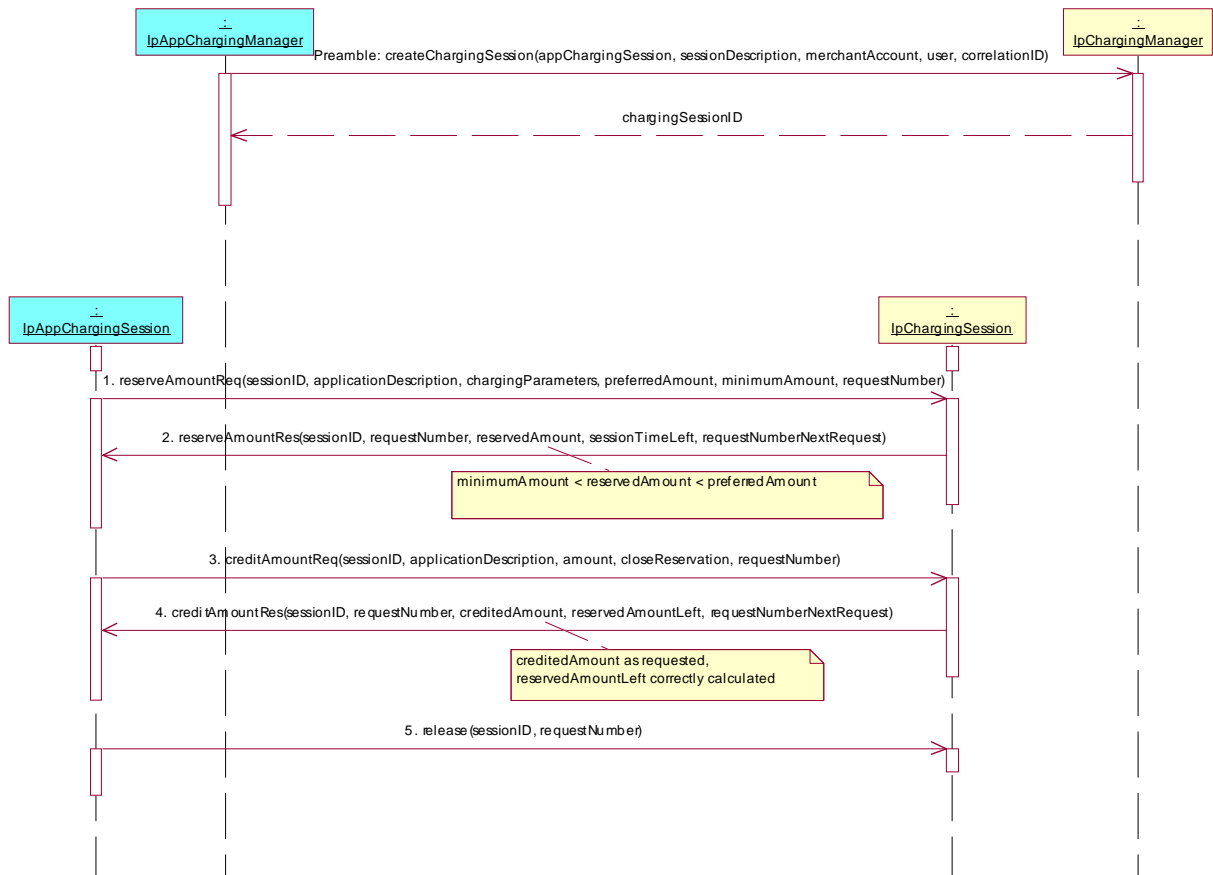 :
IpAppChargingManager
:
IpChargingManager
Preamble: createChargingSession(appChargingSession, sessionDescription, merchantAccount, user, correlationID)
chargingSessionID
:
IpAppChargingSession
:
IpChargingSession
1. reserveAmountReq(sessionID, applicationDescription, chargingParameters, preferredAmount, minimumAmount, requestNumber)
2. reserveAmountRes(sessionID, requestNumber, reservedAmount, sessionTimeLeft, requestNumberNextRequest)
minimumAmount < reservedAmount < preferredAmount
3. creditAmountReq(sessionID, applicationDescription, amount, closeReservation, requestNumber)
4. creditAmountRes(sessionID, requestNumber, creditedAmount, reservedAmountLeft, requestNumberNextRequest)
creditedAmount as requested,
reservedAmountLeft correctly calculated
5. release(sessionID, requestNumber)